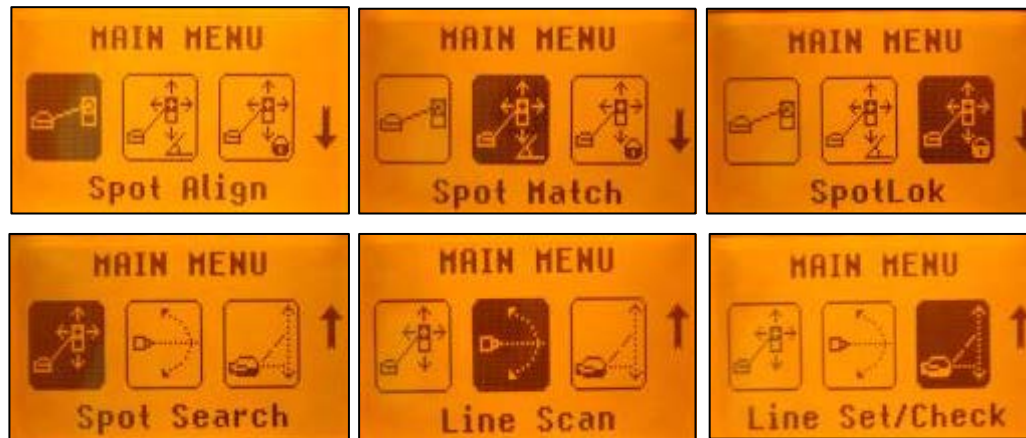 MAIN MENU
Spot Align
MAIN MENU
Spot Match
MAIN MENU
SpotLok
MAIN MENU
Spot Search
MAIN MENU
Line Scan
MAIN MENU
Line Set/Check